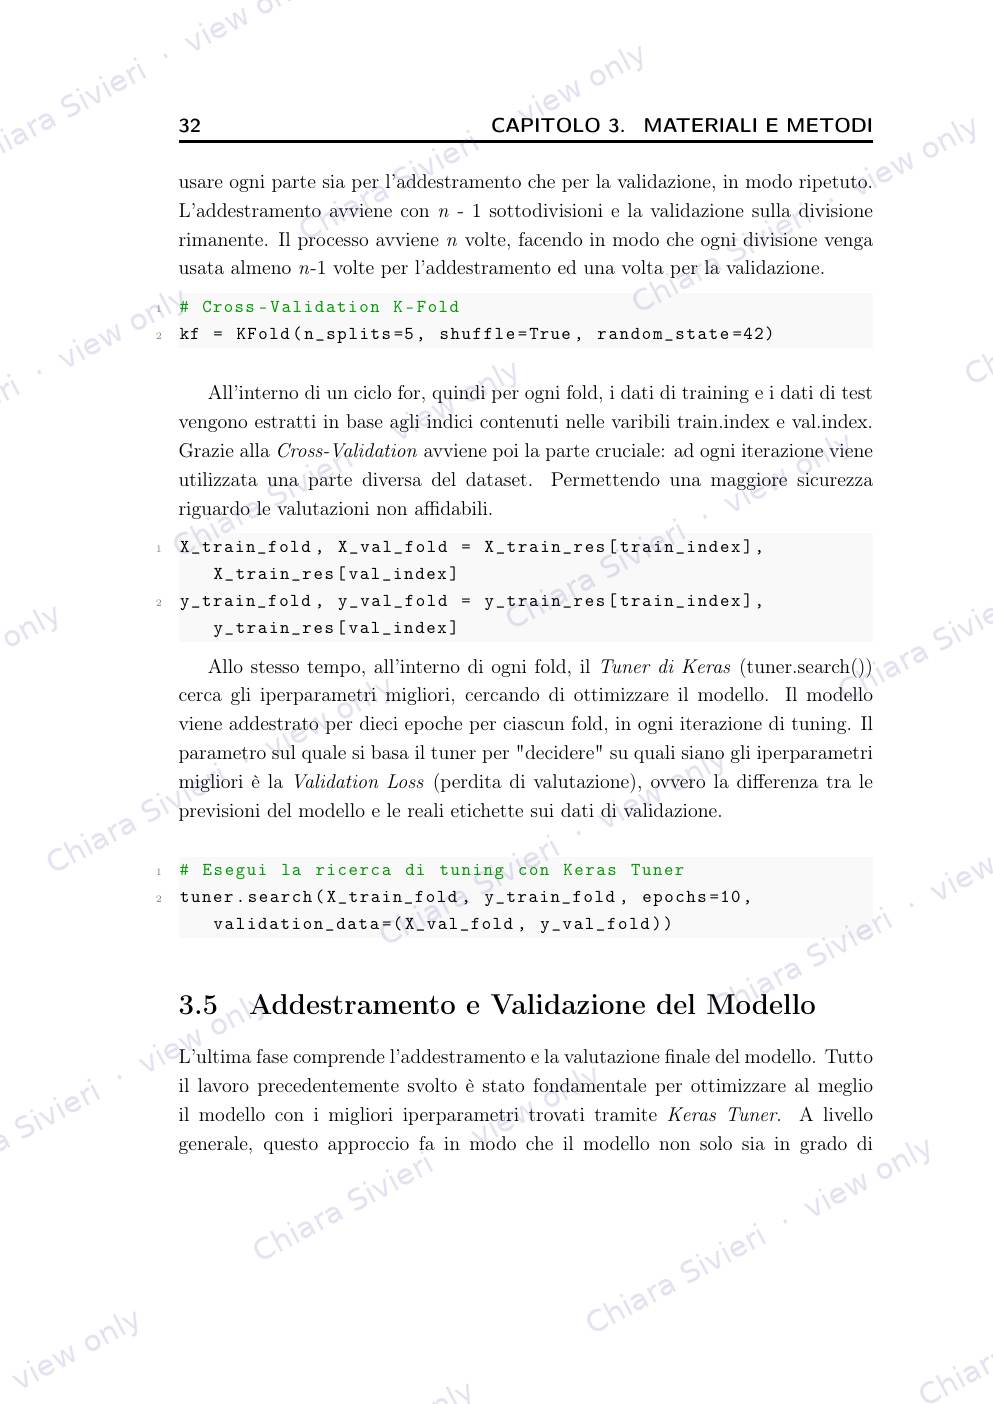 32 CAPITOLO 3. MATERIALI E METODI
usare ogni parte sia per l'addestramento che per la validazione, in modo ripetuto.
L'addestramento avviene con n - 1 sottodivisioni e la validazione sulla divisione
rimanente. Il processo avviene n volte, facendo in modo che ogni divisione venga
usata almeno n-1 volte per l'addestramento ed una volta per la validazione.
1 # Cross-Validation K-Fold
2 kf = KFold(n_splits=5, shuffle=True, random_state=42)
All'interno di un ciclo for, quindi per ogni fold, i dati di training e i dati di test
vengono estratti in base agli indici contenuti nelle varibili train.index e val.index.
Grazie alla Cross-Validation avviene poi la parte cruciale: ad ogni iterazione viene
utilizzata una parte diversa del dataset. Permettendo una maggiore sicurezza
riguardo le valutazioni non affidabili.
1 X_train_fold, X_val_fold = X_train_res[train_index],
X_train_res[val_index]
2 y_train_fold, y_val_fold = y_train_res[train_index],
y_train_res[val_index]
Allo stesso tempo, all'interno di ogni fold, il Tuner di Keras (tuner.search())
cerca gli iperparametri migliori, cercando di ottimizzare il modello. Il modello
viene addestrato per dieci epoche per ciascun fold, in ogni iterazione di tuning. Il
parametro sul quale si basa il tuner per "decidere" su quali siano gli iperparametri
migliori è la Validation Loss (perdita di valutazione), ovvero la differenza tra le
previsioni del modello e le reali etichette sui dati di validazione.
1 # Esegui la ricerca di tuning con Keras Tuner
2 tuner.search(X_train_fold, y_train_fold, epochs=10,
validation_data=(X_val_fold, y_val_fold))
3.5 Addestramento e Validazione del Modello
L'ultima fase comprende l'addestramento e la valutazione finale del modello. Tutto
il lavoro precedentemente svolto è stato fondamentale per ottimizzare al meglio
il modello con i migliori iperparametri trovati tramite Keras Tuner. A livello
generale, questo approccio fa in modo che il modello non solo sia in grado di
Chiara Sivieri · view only